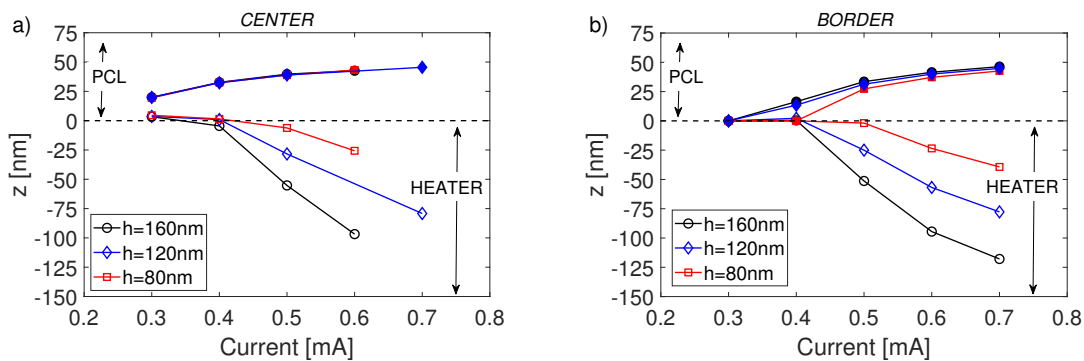 a)
CENTER
75
50
25
0
-25
-50
-75
-100
-125
-150
z [nm]
PCL
HEATER
h=160nm
h=120nm
h=80nm
0.2 0.3 0.4 0.5 0.6 0.7 0.8
Current [mA]
b)
BORDER
75
50
25
0
-25
-50
-75
-100
-125
-150
z [nm]
PCL
HEATER
h=160nm
h=120nm
h=80nm
0.2 0.3 0.4 0.5 0.6 0.7 0.8
Current [mA]